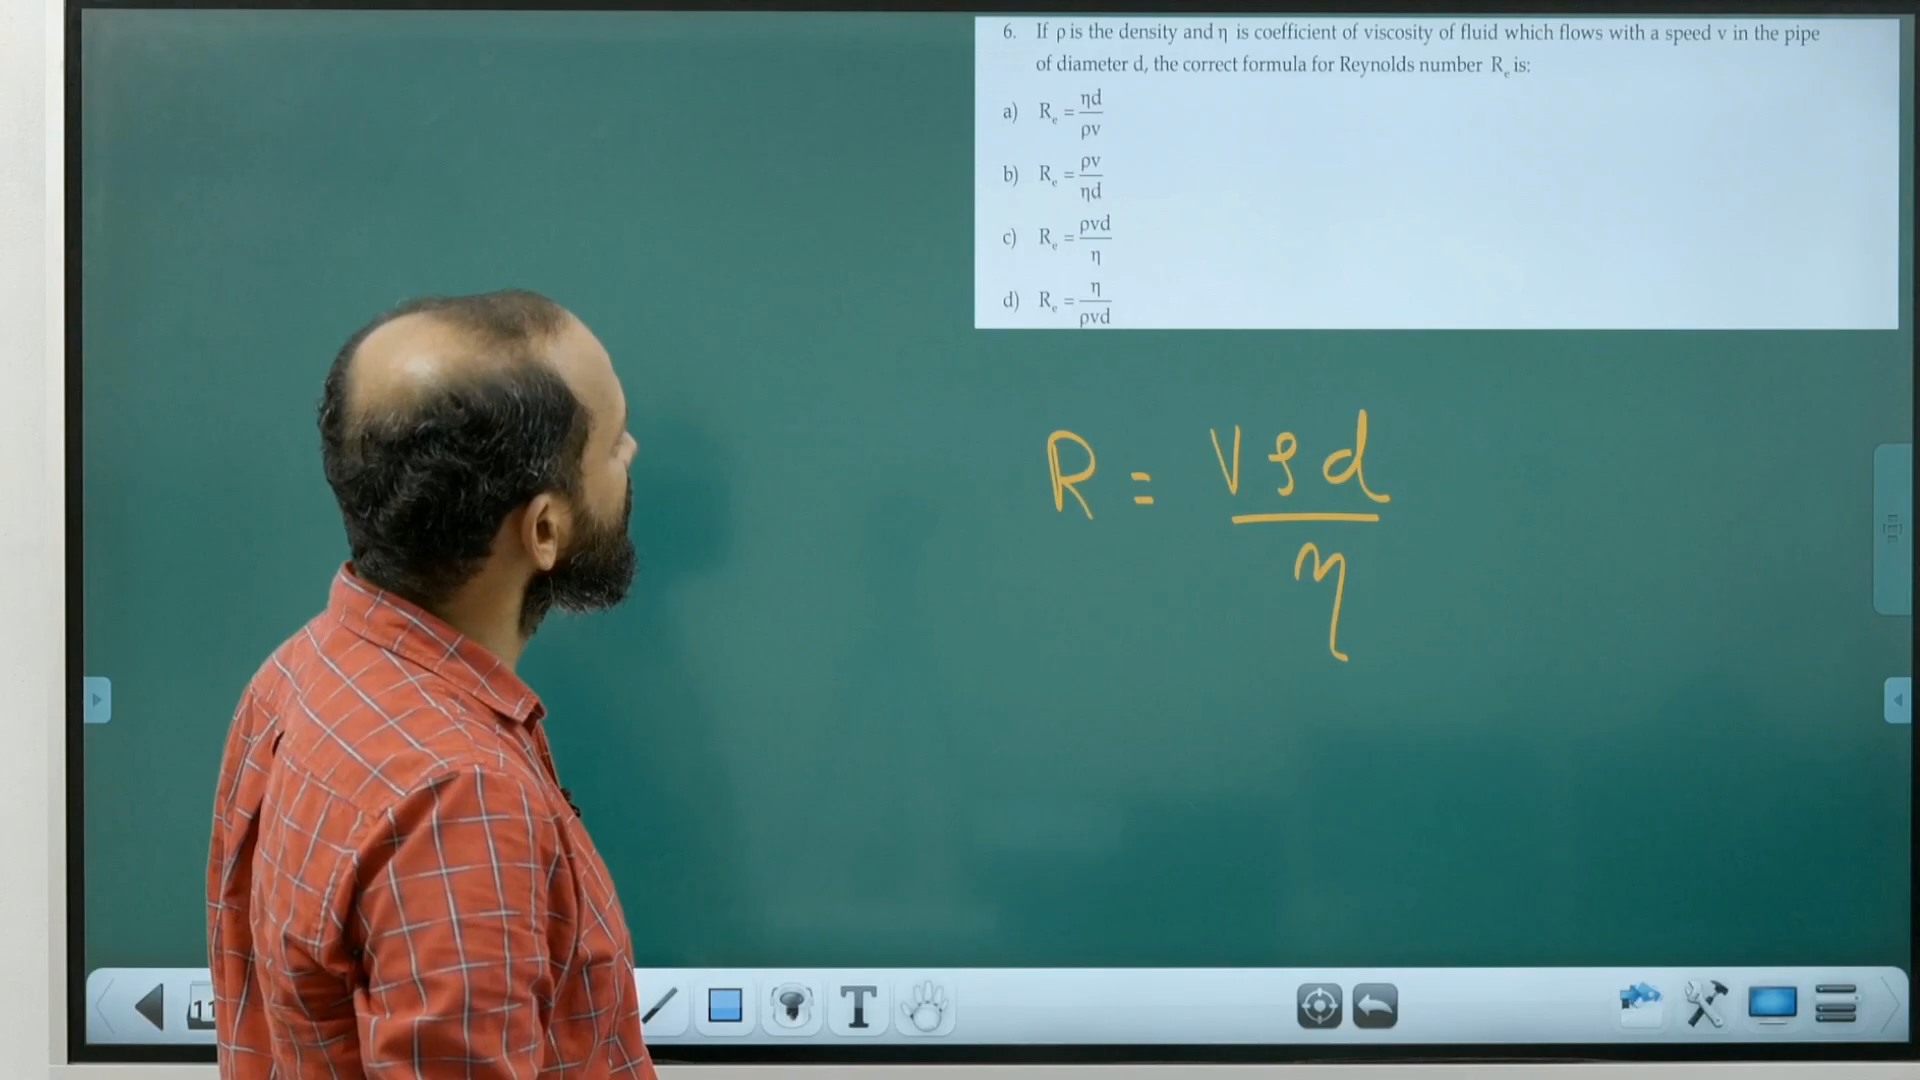 6. If ρ is the density and η is coefficient of viscosity of fluid which flows with a speed v in the pipe
of diameter d, the correct formula for Reynolds number Rₑ is:
a) Rₑ = ηd/ρv
b) Rₑ = ρv/ηd
c) Rₑ = ρvd/η
d) Rₑ = η/ρvd
R = vρd/η
11
T